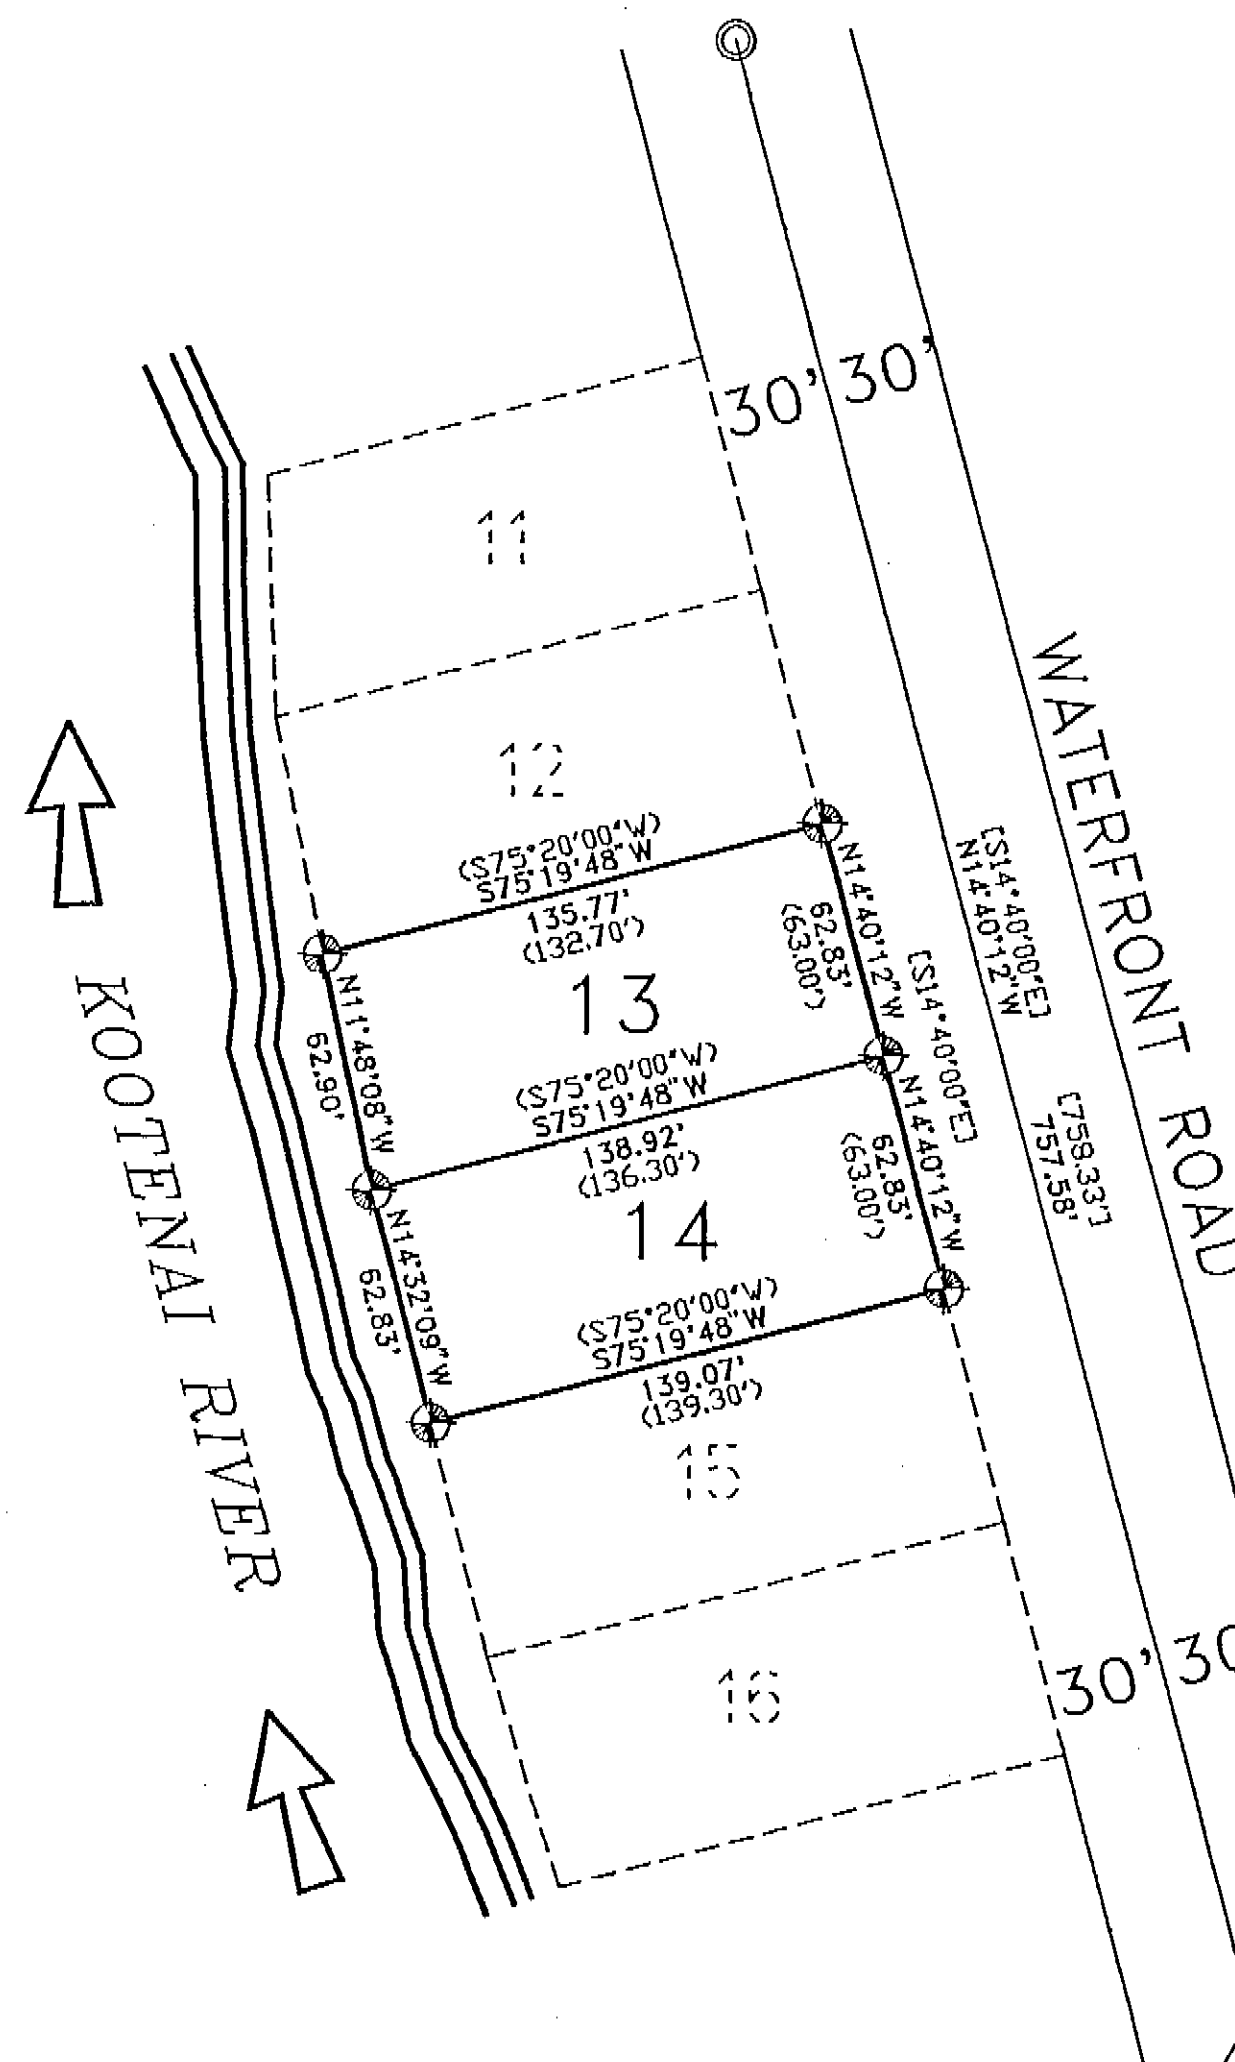 30' 30'
11
12
(S75°20'00"W)
S75°19'48"W
135.77'
(132.70')
13
N11°48'08"W
62.90'
N14°40'12"W
62.83'
(63.00')
[S14°40'00"E]
[S14°40'00"E]
N14°40'12"W
[758.33']
757.58'
WATERFRONT ROAD
(S75°20'00"W)
S75°19'48"W
138.92'
(136.30')
14
N14°32'09"W
62.83'
N14°40'12"W
62.83'
(63.00')
(S75°20'00"W)
S75°19'48"W
139.07'
(139.30')
15
16
30' 30
KOOTENAI RIVER